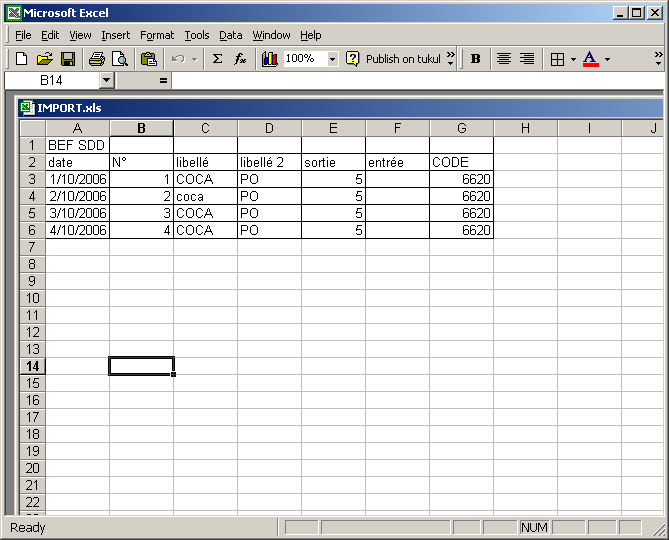 Microsoft Excel
File Edit View Insert Format Tools Data Window Help
Σ fx 100% ? Publish on tukul » B A »
B14 =
IMPORT.xls
A B C D E F G H I J
1 BEF SDD
2 date N° libellé libellé 2 sortie entrée CODE
3 1/10/2006 1 COCA PO 5 6620
4 2/10/2006 2 coca PO 5 6620
5 3/10/2006 3 COCA PO 5 6620
6 4/10/2006 4 COCA PO 5 6620
7
8
9
10
11
12
13
14
15
16
17
18
19
20
21
22
Ready NUM